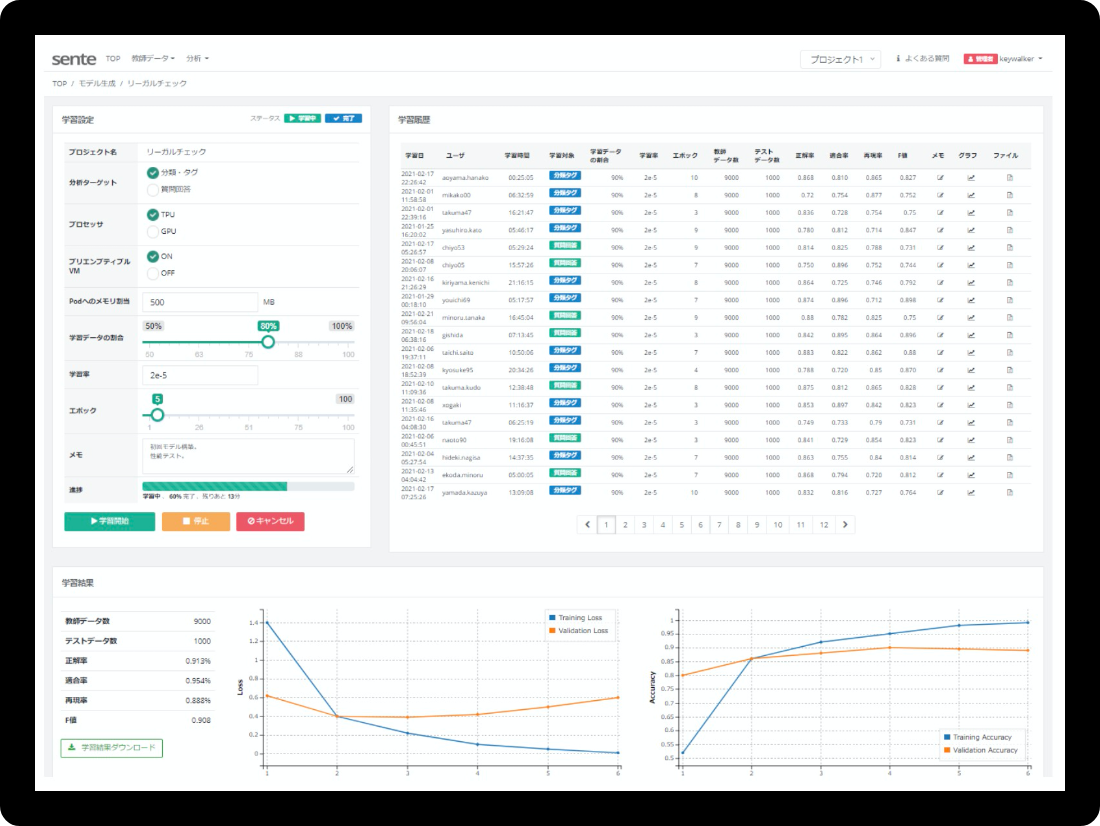 sente TOP 教師データ 分析 プロジェクト1 よくある質問 管理者 keywalker
TOP / モデル生成 / リーガルチェック
学習設定 ステータス 学習中 完了
プロジェクト名 リーガルチェック
分析ターゲット 分類・タグ
質問回答
プロセッサ TPU
GPU
プリエンプティブル VM ON
OFF
Podへのメモリ割当 500 MB
学習データの割合 50% 80% 100%
50 63 75 88 100
学習率 2e-5
エポック 5 100
1 26 51 75 100
メモ 初回モデル構築。
性能テスト。
進捗
学習中 、60% 完了、残りあと 13分
学習開始 停止 キャンセル
学習履歴
学習日 ユーザ 学習時間 学習対象 学習データの割合 学習率 エポック 教師データ数 テストデータ数 正解率 適合率 再現率 F値 メモ グラフ ファイル
2021-02-17 22:26:42 aoyama.hanako 00:25:05 分類タグ 90% 2e-5 10 9000 1000 0.868 0.810 0.865 0.827
2021-02-01 11:58:58 mikako00 06:32:59 分類タグ 90% 2e-5 8 9000 1000 0.72 0.754 0.877 0.752
2021-02-01 22:39:16 takuma47 16:21:47 分類タグ 90% 2e-5 3 9000 1000 0.836 0.728 0.754 0.75
2021-01-25 16:20:02 yasuhiro.kato 05:46:17 分類タグ 90% 2e-5 9 9000 1000 0.780 0.812 0.714 0.847
2021-02-17 05:26:57 chiyo53 05:29:24 質問回答 90% 2e-5 9 9000 1000 0.814 0.825 0.788 0.731
2021-02-08 20:06:07 chiyo05 15:57:26 質問回答 90% 2e-5 7 9000 1000 0.750 0.896 0.752 0.744
2021-02-16 21:26:29 kiriyama.kenichi 21:16:15 分類タグ 90% 2e-5 8 9000 1000 0.864 0.725 0.746 0.792
2021-01-29 00:18:10 youichi69 05:17:57 分類タグ 90% 2e-5 7 9000 1000 0.874 0.896 0.712 0.898
2021-02-21 09:56:04 minoru.tanaka 16:45:04 質問回答 90% 2e-5 9 9000 1000 0.88 0.782 0.825 0.75
2021-02-18 06:38:16 gishida 07:13:45 質問回答 90% 2e-5 3 9000 1000 0.842 0.895 0.864 0.896
2021-02-06 19:37:11 taichi.saito 10:50:06 分類タグ 90% 2e-5 7 9000 1000 0.883 0.822 0.862 0.88
2021-02-08 18:52:39 kyosuke95 20:34:26 分類タグ 90% 2e-5 4 9000 1000 0.788 0.720 0.85 0.870
2021-02-10 11:09:36 takuma.kudo 12:38:48 質問回答 90% 2e-5 8 9000 1000 0.875 0.812 0.865 0.828
2021-02-08 11:35:46 xogaki 11:16:37 分類タグ 90% 2e-5 3 9000 1000 0.853 0.897 0.842 0.823
2021-02-16 04:08:30 takuma47 06:25:19 分類タグ 90% 2e-5 3 9000 1000 0.749 0.733 0.79 0.731
2021-02-06 00:45:51 naoto90 19:16:08 質問回答 90% 2e-5 3 9000 1000 0.841 0.729 0.854 0.823
2021-02-04 05:27:54 hideki.nagisa 14:37:35 分類タグ 90% 2e-5 7 9000 1000 0.863 0.755 0.84 0.814
2021-02-13 04:04:42 ekoda.minoru 05:00:05 質問回答 90% 2e-5 7 9000 1000 0.868 0.794 0.720 0.812
2021-02-17 07:25:26 yamada.kazuya 13:09:08 分類タグ 90% 2e-5 10 9000 1000 0.832 0.816 0.727 0.764
1 2 3 4 5 6 7 8 9 10 11 12
学習結果
教師データ数 9000
テストデータ数 1000
正解率 0.913%
適合率 0.954%
再現率 0.888%
F値 0.908
学習結果ダウンロード
Training Loss
Validation Loss
Loss
1.4
1.2
1
0.8
0.6
0.4
0.2
0
1 2 3 4 5 6
Accuracy
1
0.95
0.9
0.85
0.8
0.75
0.7
0.65
0.6
0.55
0.5
Training Accuracy
Validation Accuracy
1 2 3 4 5 6